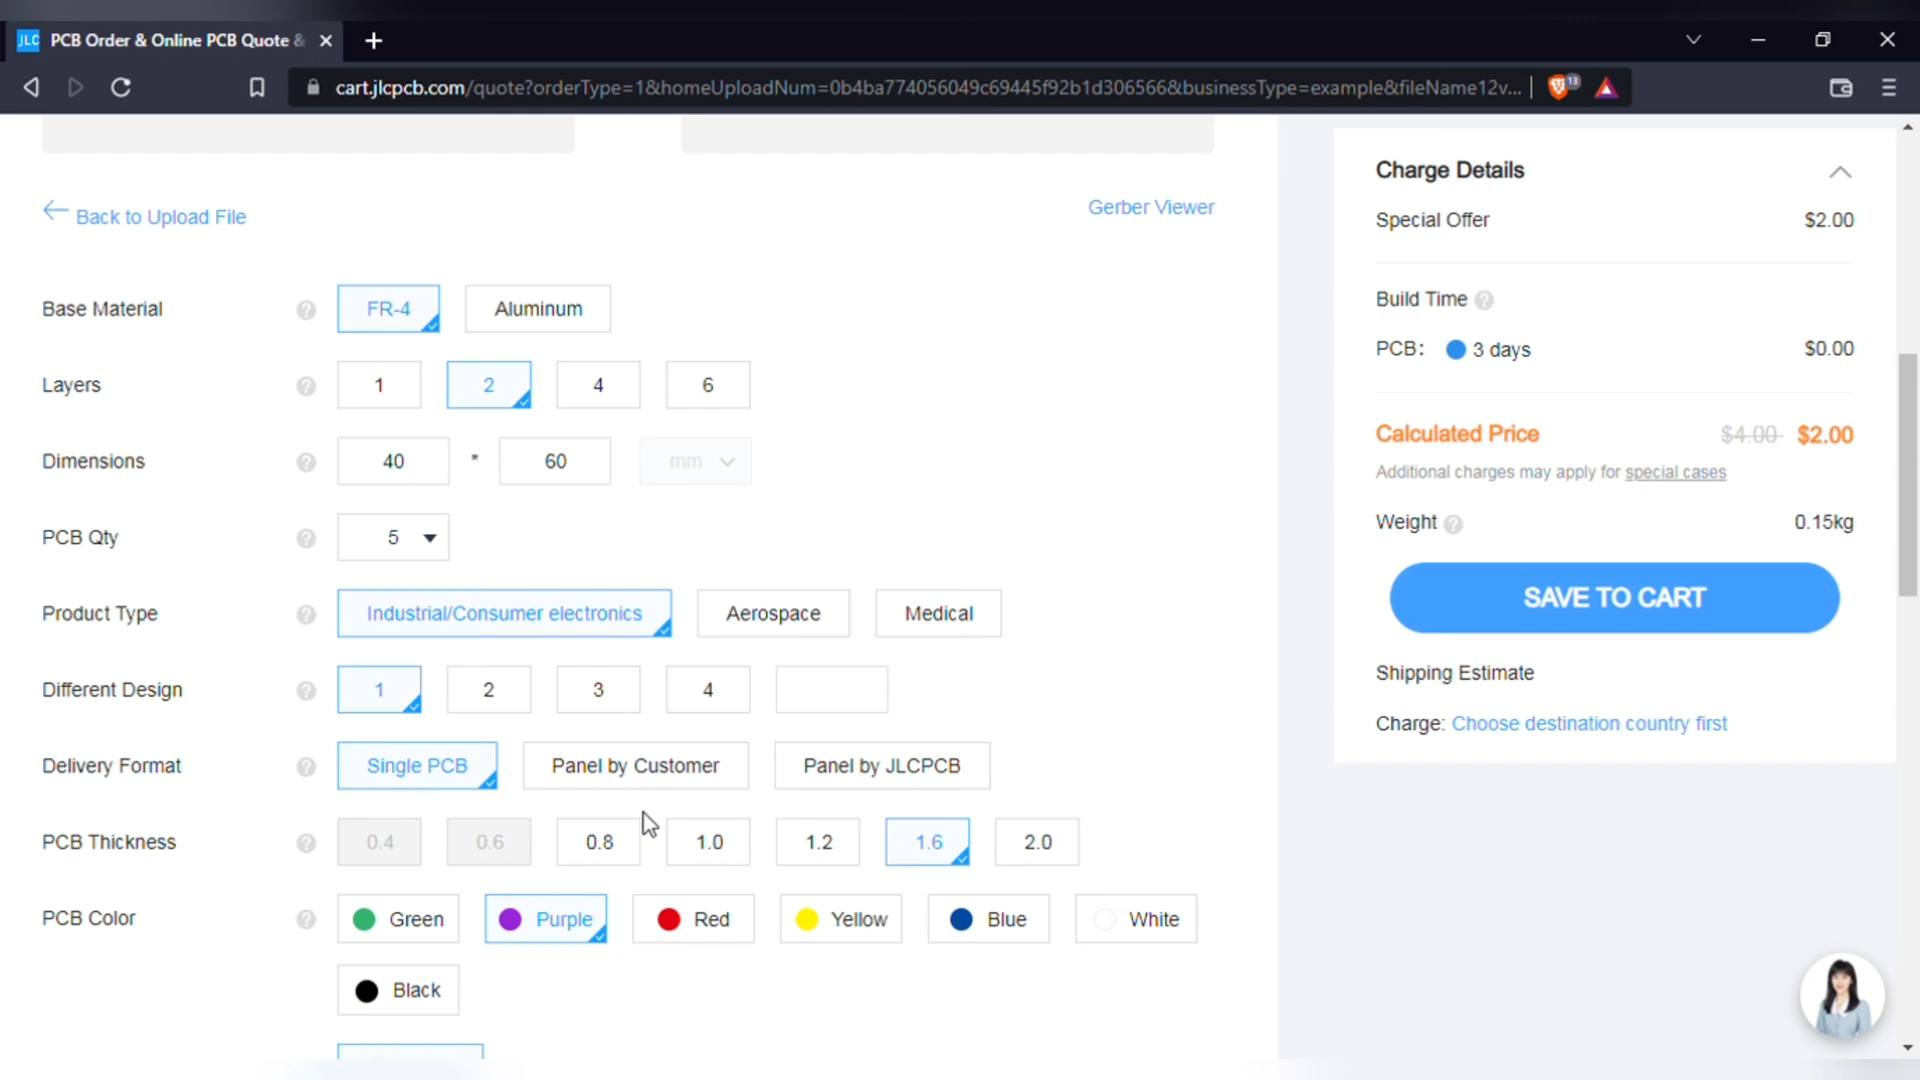 JLC PCB Order & Online PCB Quote &
cart.jlcpcb.com/quote?orderType=1&homeUploadNum=0b4ba774056049c69445f92b1d306566&businessType=example&fileName12v... 13
Back to Upload File
Gerber Viewer
Base Material ? FR-4 Aluminum
Layers ? 1 2 4 6
Dimensions ? 40 * 60 mm
PCB Qty ? 5
Product Type ? Industrial/Consumer electronics Aerospace Medical
Different Design ? 1 2 3 4
Delivery Format ? Single PCB Panel by Customer Panel by JLCPCB
PCB Thickness ? 0.4 0.6 0.8 1.0 1.2 1.6 2.0
PCB Color ? Green Purple Red Yellow Blue White
Black
Charge Details
Special Offer $2.00
Build Time ?
PCB: 3 days $0.00
Calculated Price $4.00 $2.00
Additional charges may apply for special cases
Weight ? 0.15kg
SAVE TO CART
Shipping Estimate
Charge: Choose destination country first